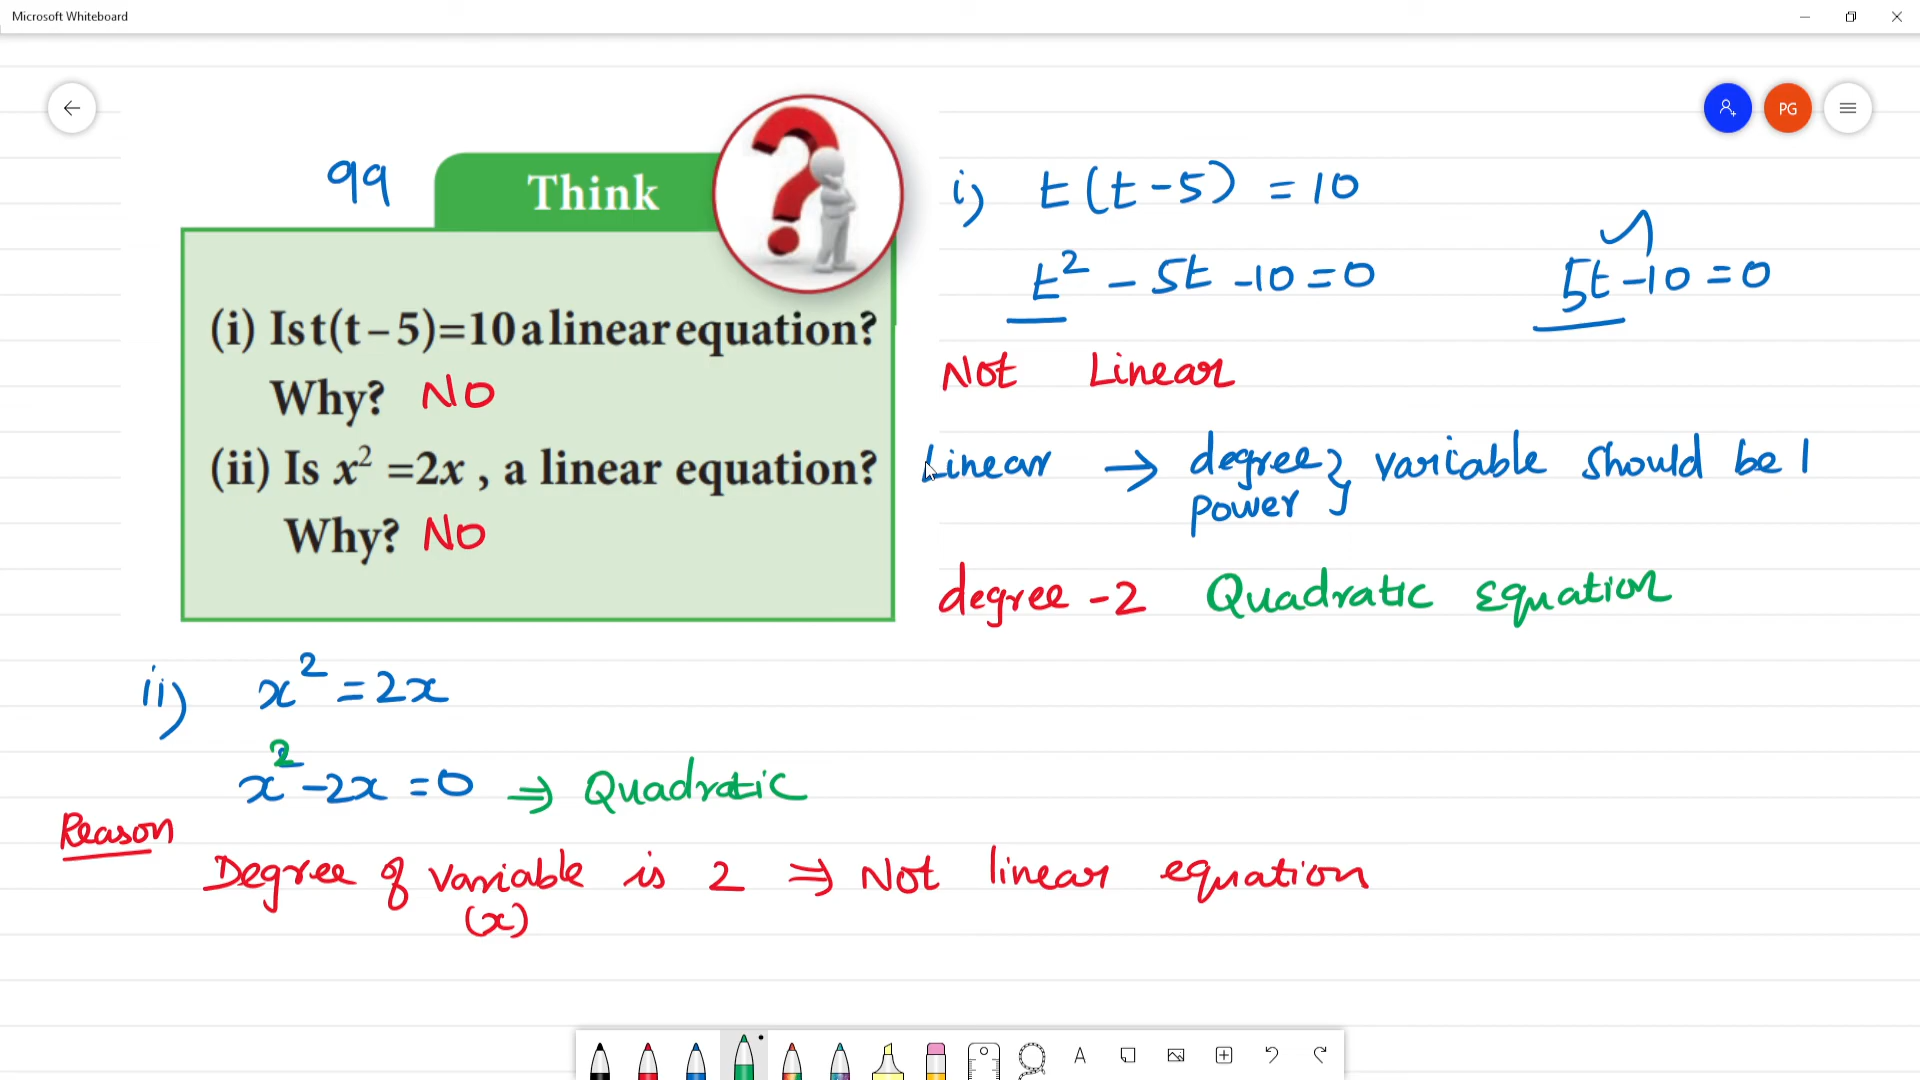 Microsoft Whiteboard
PG
99
Think
(i) Is t(t – 5)=10 a linear equation?
Why? NO
(ii) Is x² =2x , a linear equation?
Why? NO
i) t(t-5) = 10
t² - 5t -10 = 0
5t -10 = 0
Not Linear
Linear → degree } variable should be 1
power
degree -2 Quadratic Equation
ii) x² = 2x
x² -2x = 0 ⇒ Quadratic
Reason
Degree of variable is 2 ⇒ Not linear equation
(x)
A